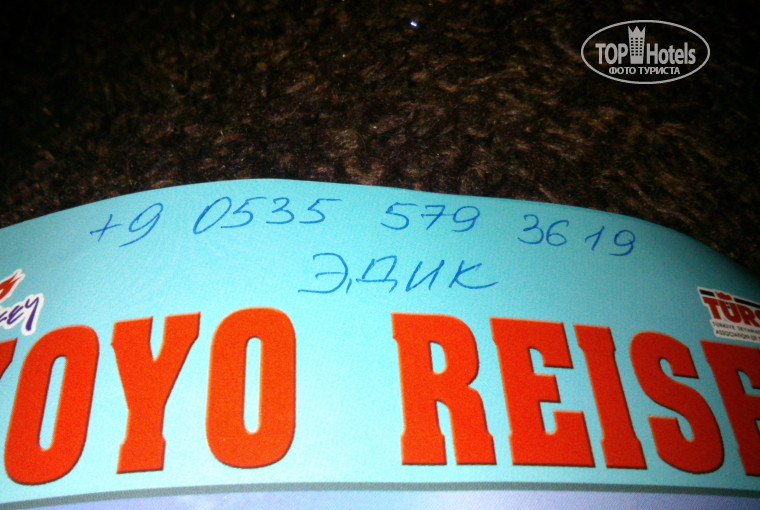 TOP Hotels
ФОТО ТУРИСТА
+9 0535 579 3619
ЭДИК
YOYO REISE